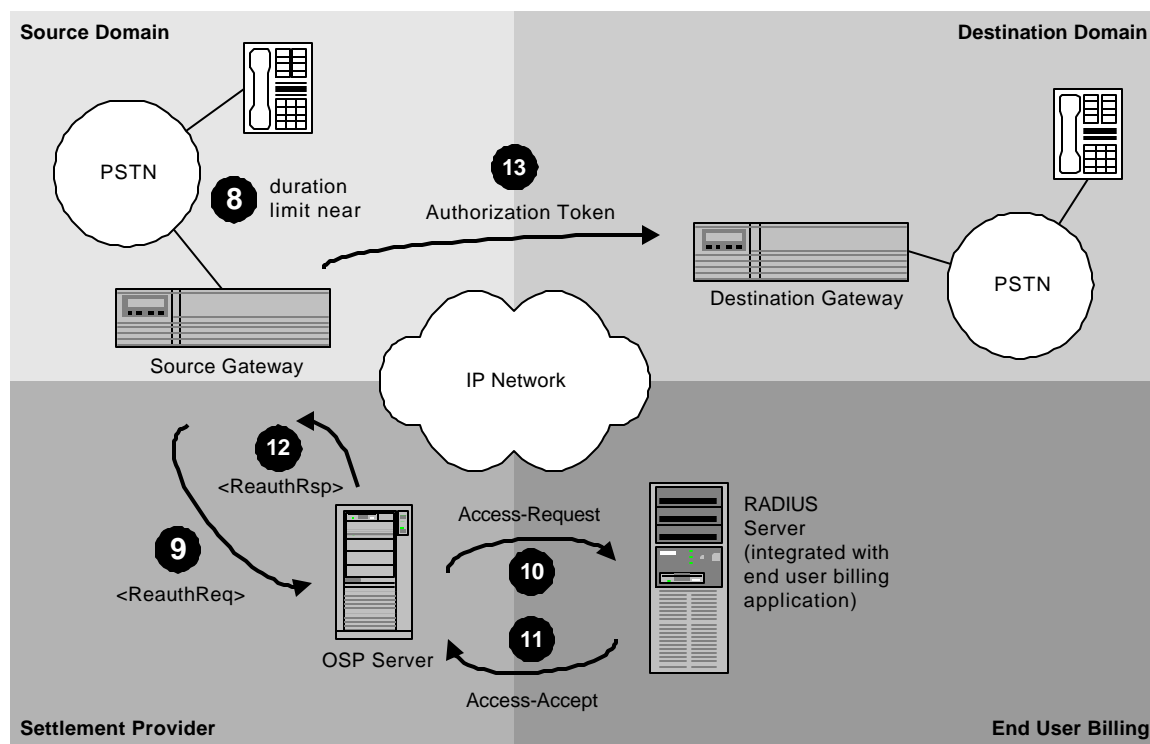 Source Domain
Destination Domain
PSTN
8
duration
limit near
13
Authorization Token
Source Gateway
Destination Gateway
PSTN
IP Network
12
<ReauthRsp>
9
<ReauthReq>
OSP Server
Access-Request
10
11
Access-Accept
RADIUS
Server
(integrated with
end user billing
application)
Settlement Provider
End User Billing